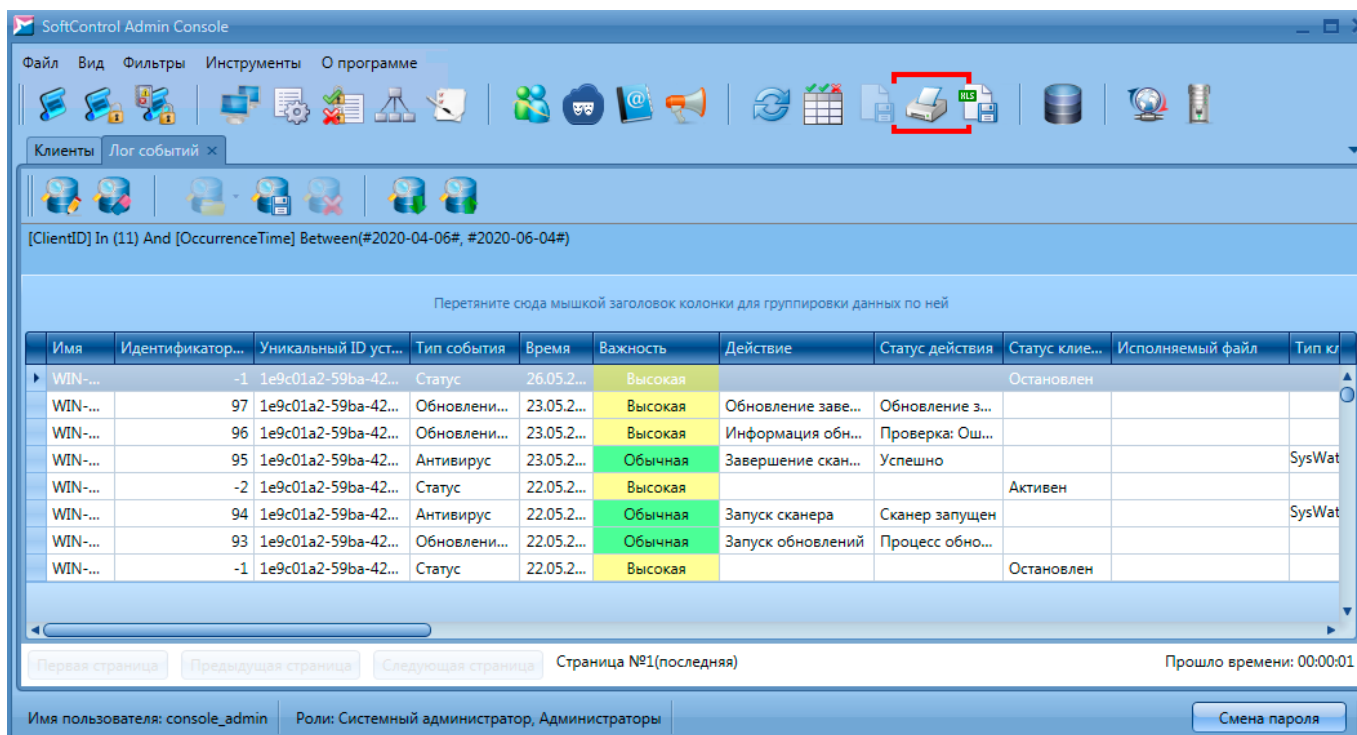 SoftControl Admin Console
Файл Вид Фильтры Инструменты О программе
XLS
Клиенты Лог событий
[ClientID] In (11) And [OccurrenceTime] Between(#2020-04-06#, #2020-06-04#)
Перетяните сюда мышкой заголовок колонки для группировки данных по ней
Имя Идентификатор... Уникальный ID уст... Тип события Время Важность Действие Статус действия Статус клие... Исполняемый файл Тип кл
WIN-... -1 1e9c01a2-59ba-42... Статус 26.05.2... Высокая Остановлен
WIN-... 97 1e9c01a2-59ba-42... Обновлени... 23.05.2... Высокая Обновление заве... Обновление з...
WIN-... 96 1e9c01a2-59ba-42... Обновлени... 23.05.2... Высокая Информация обн... Проверка: Ош...
WIN-... 95 1e9c01a2-59ba-42... Антивирус 23.05.2... Обычная Завершение скан... Успешно SysWat
WIN-... -2 1e9c01a2-59ba-42... Статус 22.05.2... Высокая Активен
WIN-... 94 1e9c01a2-59ba-42... Антивирус 22.05.2... Обычная Запуск сканера Сканер запущен SysWat
WIN-... 93 1e9c01a2-59ba-42... Обновлени... 22.05.2... Обычная Запуск обновлений Процесс обно...
WIN-... -1 1e9c01a2-59ba-42... Статус 22.05.2... Высокая Остановлен
Первая страница Предыдущая страница Следующая страница Страница №1(последняя) Прошло времени: 00:00:01
Имя пользователя: console_admin Роли: Системный администратор, Администраторы Смена пароля